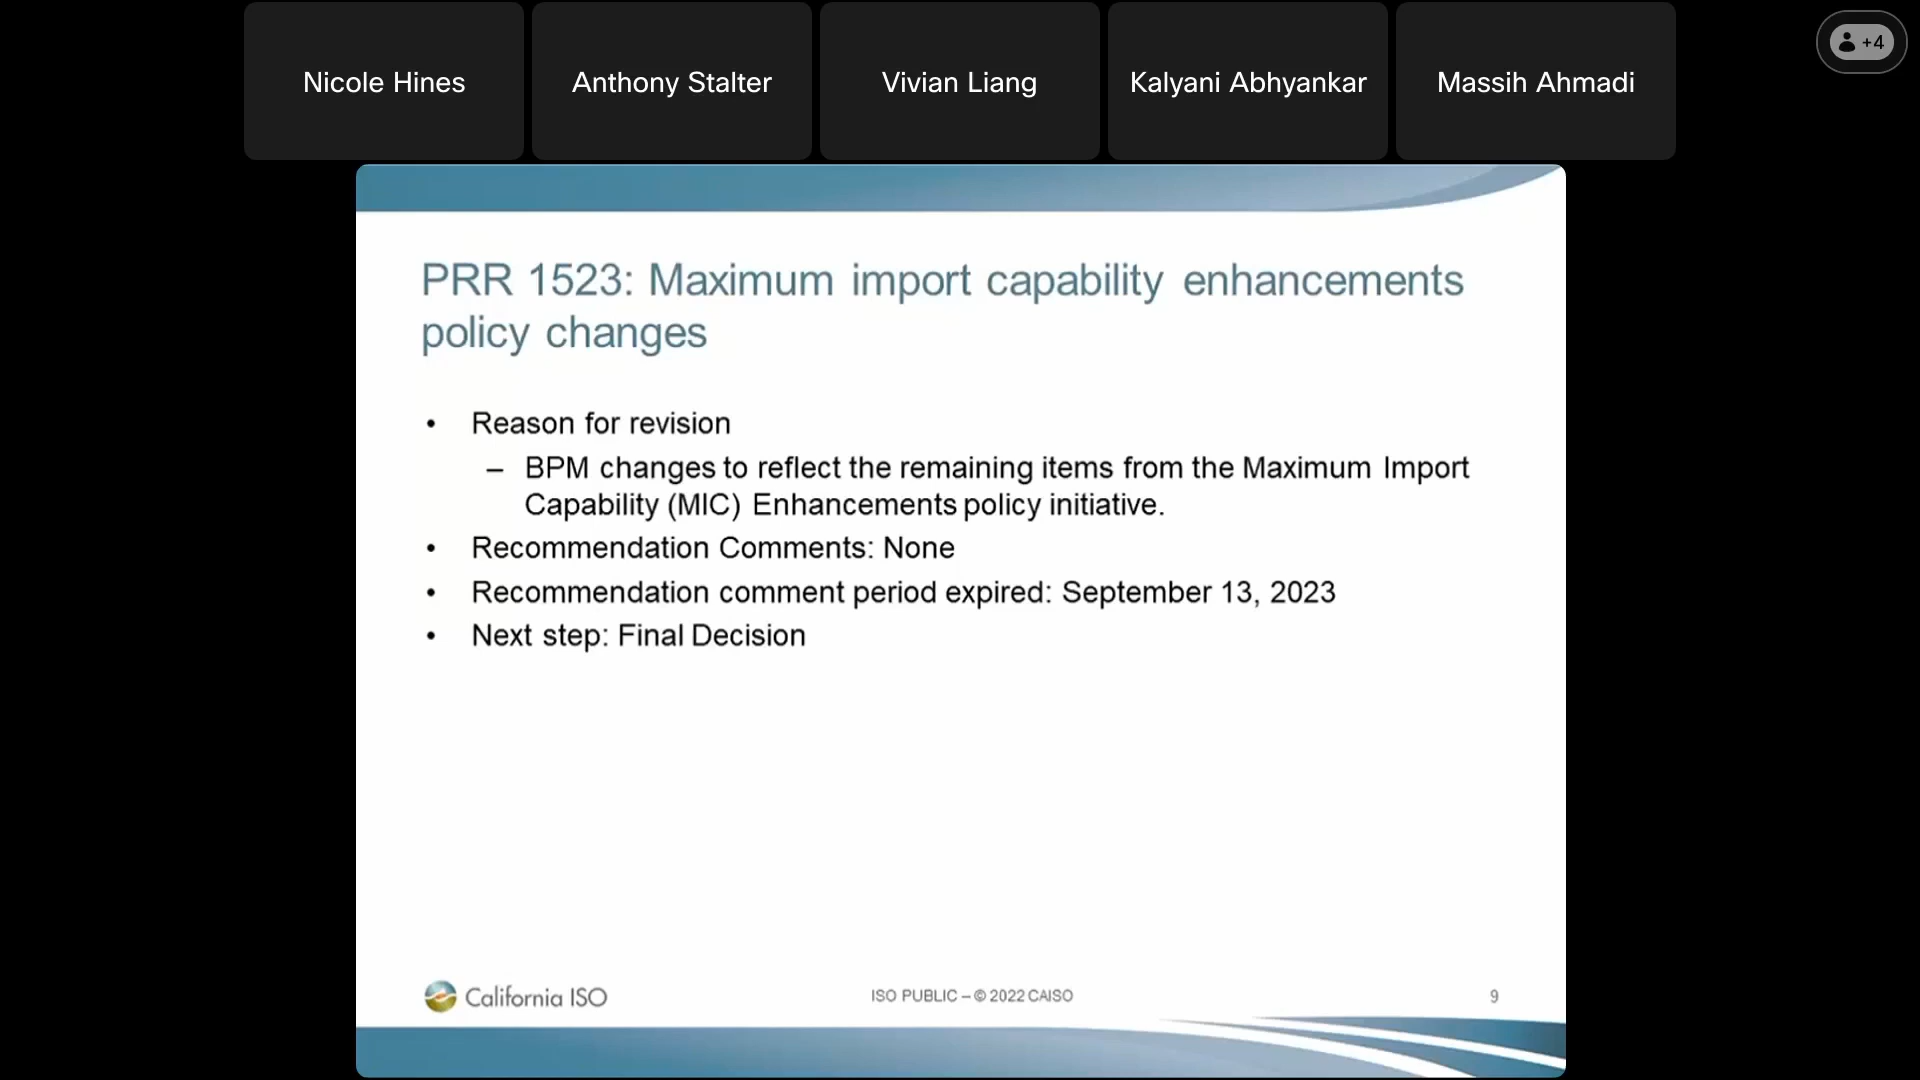 Nicole Hines
Anthony Stalter
Vivian Liang
Kalyani Abhyankar
Massih Ahmadi
+4
PRR 1523: Maximum import capability enhancements
policy changes
• Reason for revision
– BPM changes to reflect the remaining items from the Maximum Import
Capability (MIC) Enhancements policy initiative.
• Recommendation Comments: None
• Recommendation comment period expired: September 13, 2023
• Next step: Final Decision
California ISO
ISO PUBLIC – © 2022 CAISO
9